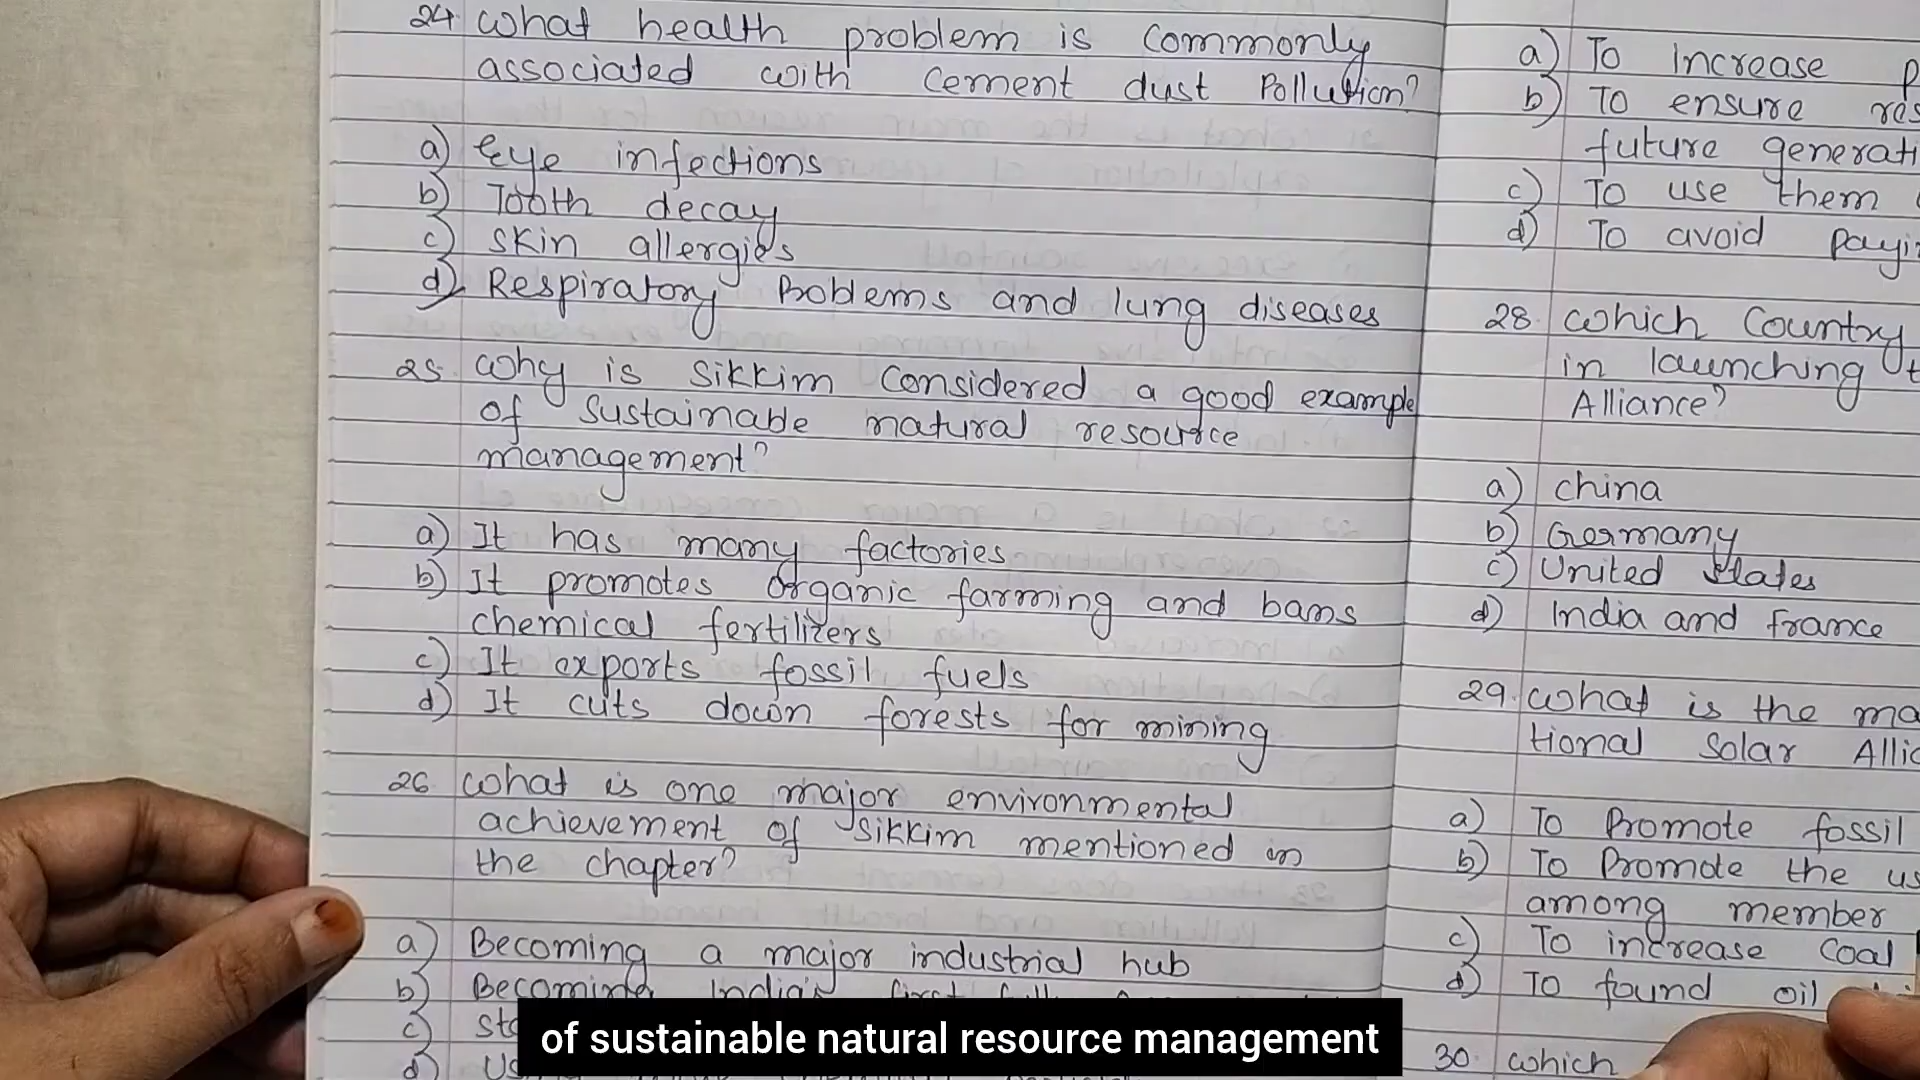 24. What health problem is commonly
associated with cement dust Pollution?
a) Eye infections
b) Tooth decay
c) Skin allergies
d) Respiratory Problems and lung diseases
25. Why is Sikkim Considered a good example
of Sustainable natural resource
management?
a) It has many factories
b) It promotes organic farming and bans
chemical fertilizers
c) It exports fossil fuels
d) It cuts down forests for mining
26. What is one major environmental
achievement of Sikkim mentioned in
the chapter?
a) Becoming a major industrial hub
b) Becoming India's first fully
c)
d)
a) To Increase
b) To ensure
future
c) To use them
d) To avoid
28. Which Country
in launching
Alliance?
a) China
b) Germany
c) United States
d) India and France
29. What is the
tional Solar
a) To Promote fossil
b) To Promote the
among member
c) To increase Coal
d) To found oil
30. Which
of sustainable natural resource management